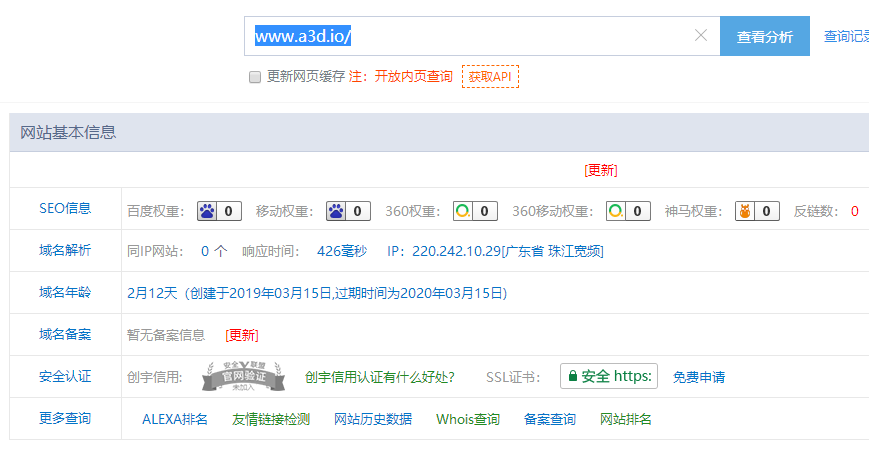 www.a3d.io/ 查看分析 查询记录
更新网页缓存 注：开放内页查询 获取API
网站基本信息
[更新]
SEO信息 百度权重： 0 移动权重： 0 360权重： 0 360移动权重： 0 神马权重： 0 反链数： 0
域名解析 同IP网站： 0 个 响应时间： 426毫秒 IP：220.242.10.29[广东省 珠江宽频]
域名年龄 2月12天（创建于2019年03月15日,过期时间为2020年03月15日）
域名备案 暂无备案信息 [更新]
安全认证 创宇信用: 安全联盟 官网验证 未加入 创宇信用认证有什么好处？ SSL证书： 安全 https: 免费申请
更多查询 ALEXA排名 友情链接检测 网站历史数据 Whois查询 备案查询 网站排名